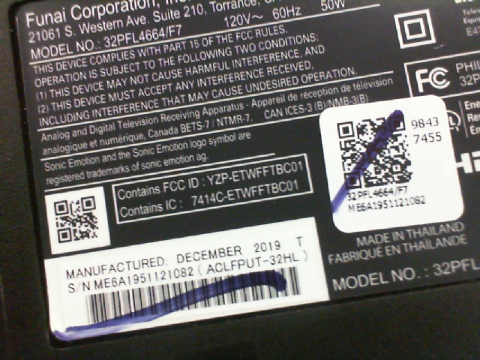 Funai Corporation, Inc.
21061 S. Western Ave. Suite 210, Torrance,
120V~ 60Hz 50W
MODEL NO.: 32PFL4664/F7
THIS DEVICE COMPLIES WITH PART 15 OF THE FCC RULES.
OPERATION IS SUBJECT TO THE FOLLOWING TWO CONDITIONS:
(1) THIS DEVICE MAY NOT CAUSE HARMFUL INTERFERENCE, AND
(2) THIS DEVICE MUST ACCEPT ANY INTERFERENCE RECEIVED,
INCLUDING INTERFERENCE THAT MAY CAUSE UNDESIRED OPERATION.
Analog and Digital Television Receiving Apparatus - Appareil de réception de télévision
analogique et numérique, Canada BETS-7 / NTMR-7. CAN ICES-3 (B)/NMB-3(B)
Sonic Emotion and the Sonic Emotion logo symbol are
registered trademarks of sonic emotion ag.
Contains FCC ID : YZP-ETWFFTBC01
Contains IC : 7414C-ETWFFTBC01
MANUFACTURED: DECEMBER 2019 T
S/N ME6A1951121082 (ACLFPUT-32HL)
FC
PHI
32P
9843
7455
32PFL4664/F7
ME6A1951121082
MADE IN THAILAND
FABRIQUÉ EN THAÏLANDE
MODEL NO. : 32PFL